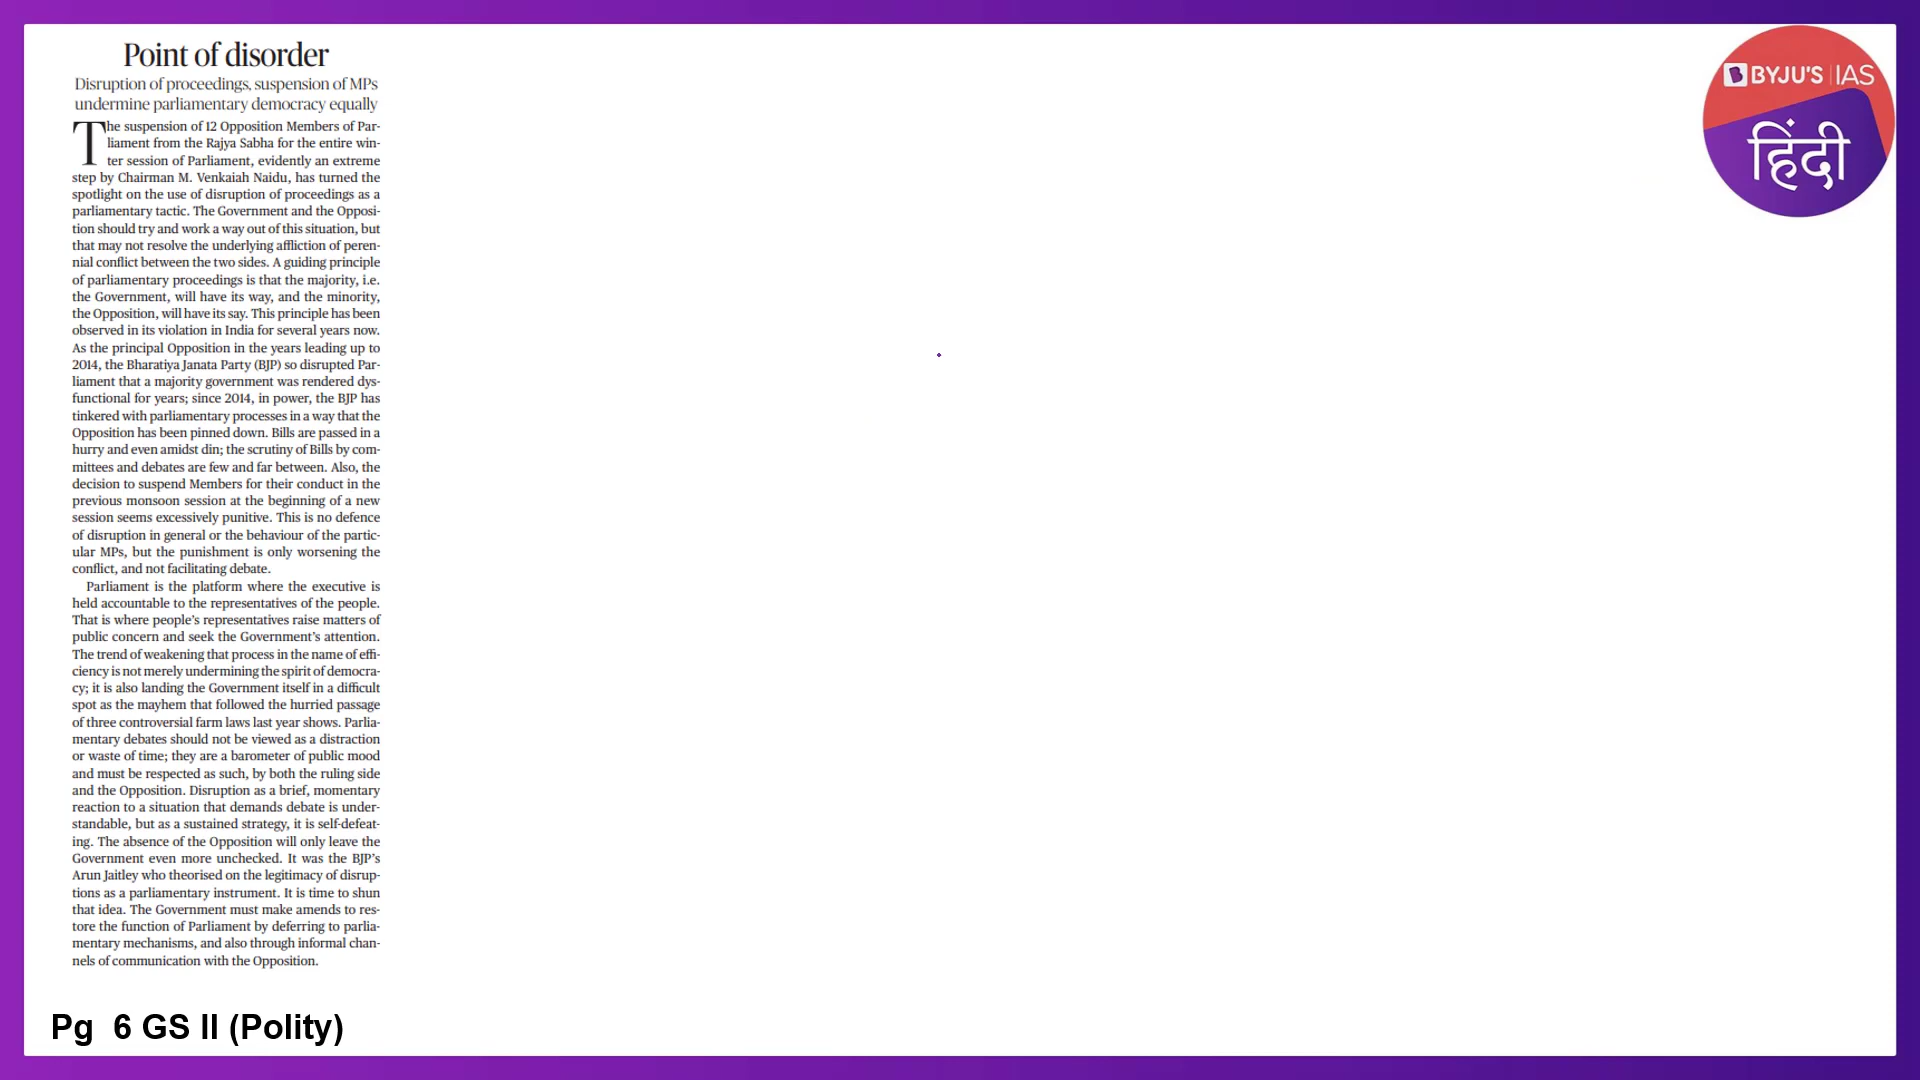 Point of disorder
Disruption of proceedings, suspension of MPs
undermine parliamentary democracy equally
The suspension of 12 Opposition Members of Par-
liament from the Rajya Sabha for the entire win-
ter session of Parliament, evidently an extreme
step by Chairman M. Venkaiah Naidu, has turned the
spotlight on the use of disruption of proceedings as a
parliamentary tactic. The Government and the Opposi-
tion should try and work a way out of this situation, but
that may not resolve the underlying affliction of peren-
nial conflict between the two sides. A guiding principle
of parliamentary proceedings is that the majority, i.e.
the Government, will have its way, and the minority,
the Opposition, will have its say. This principle has been
observed in its violation in India for several years now.
As the principal Opposition in the years leading up to
2014, the Bharatiya Janata Party (BJP) so disrupted Par-
liament that a majority government was rendered dys-
functional for years; since 2014, in power, the BJP has
tinkered with parliamentary processes in a way that the
Opposition has been pinned down. Bills are passed in a
hurry and even amidst din; the scrutiny of Bills by com-
mittees and debates are few and far between. Also, the
decision to suspend Members for their conduct in the
previous monsoon session at the beginning of a new
session seems excessively punitive. This is no defence
of disruption in general or the behaviour of the partic-
ular MPs, but the punishment is only worsening the
conflict, and not facilitating debate.
Parliament is the platform where the executive is
held accountable to the representatives of the people.
That is where people's representatives raise matters of
public concern and seek the Government's attention.
The trend of weakening that process in the name of effi-
ciency is not merely undermining the spirit of democra-
cy; it is also landing the Government itself in a difficult
spot as the mayhem that followed the hurried passage
of three controversial farm laws last year shows. Parlia-
mentary debates should not be viewed as a distraction
or waste of time; they are a barometer of public mood
and must be respected as such, by both the ruling side
and the Opposition. Disruption as a brief, momentary
reaction to a situation that demands debate is under-
standable, but as a sustained strategy, it is self-defeat-
ing. The absence of the Opposition will only leave the
Government even more unchecked. It was the BJP's
Arun Jaitley who theorised on the legitimacy of disrup-
tions as a parliamentary instrument. It is time to shun
that idea. The Government must make amends to res-
tore the function of Parliament by deferring to parlia-
mentary mechanisms, and also through informal chan-
nels of communication with the Opposition.
Pg 6 GS II (Polity)
BYJU'S IAS
हिंदी